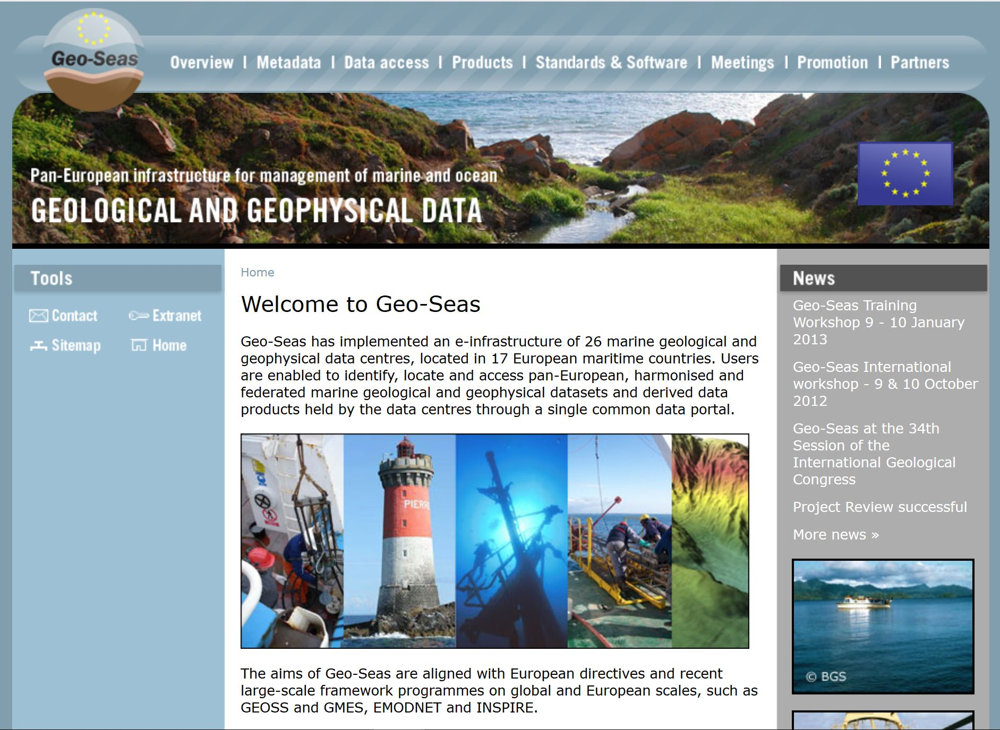 Geo-Seas
Overview | Metadata | Data access | Products | Standards & Software | Meetings | Promotion | Partners
Pan-European infrastructure for management of marine and ocean
GEOLOGICAL AND GEOPHYSICAL DATA
Tools
Contact
Extranet
Sitemap
Home
Home
Welcome to Geo-Seas
Geo-Seas has implemented an e-infrastructure of 26 marine geological and
geophysical data centres, located in 17 European maritime countries. Users
are enabled to identify, locate and access pan-European, harmonised and
federated marine geological and geophysical datasets and derived data
products held by the data centres through a single common data portal.
PIERRE
The aims of Geo-Seas are aligned with European directives and recent
large-scale framework programmes on global and European scales, such as
GEOSS and GMES, EMODNET and INSPIRE.
News
Geo-Seas Training
Workshop 9 - 10 January
2013
Geo-Seas International
workshop - 9 & 10 October
2012
Geo-Seas at the 34th
Session of the
International Geological
Congress
Project Review successful
More news »
© BGS